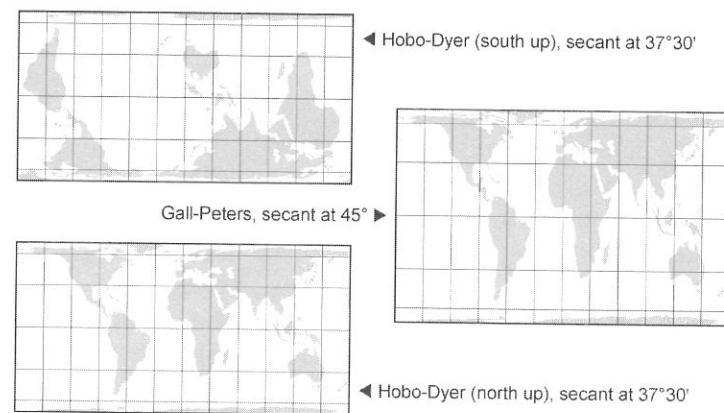 ◄ Hobo-Dyer (south up), secant at 37°30'
Gall-Peters, secant at 45° ►
◄ Hobo-Dyer (north up), secant at 37°30'